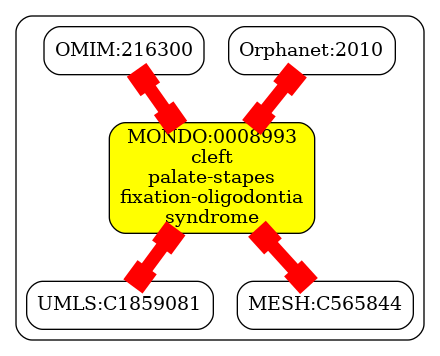 OMIM:216300
Orphanet:2010
MONDO:0008993
cleft
palate-stapes
fixation-oligodontia
syndrome
UMLS:C1859081
MESH:C565844